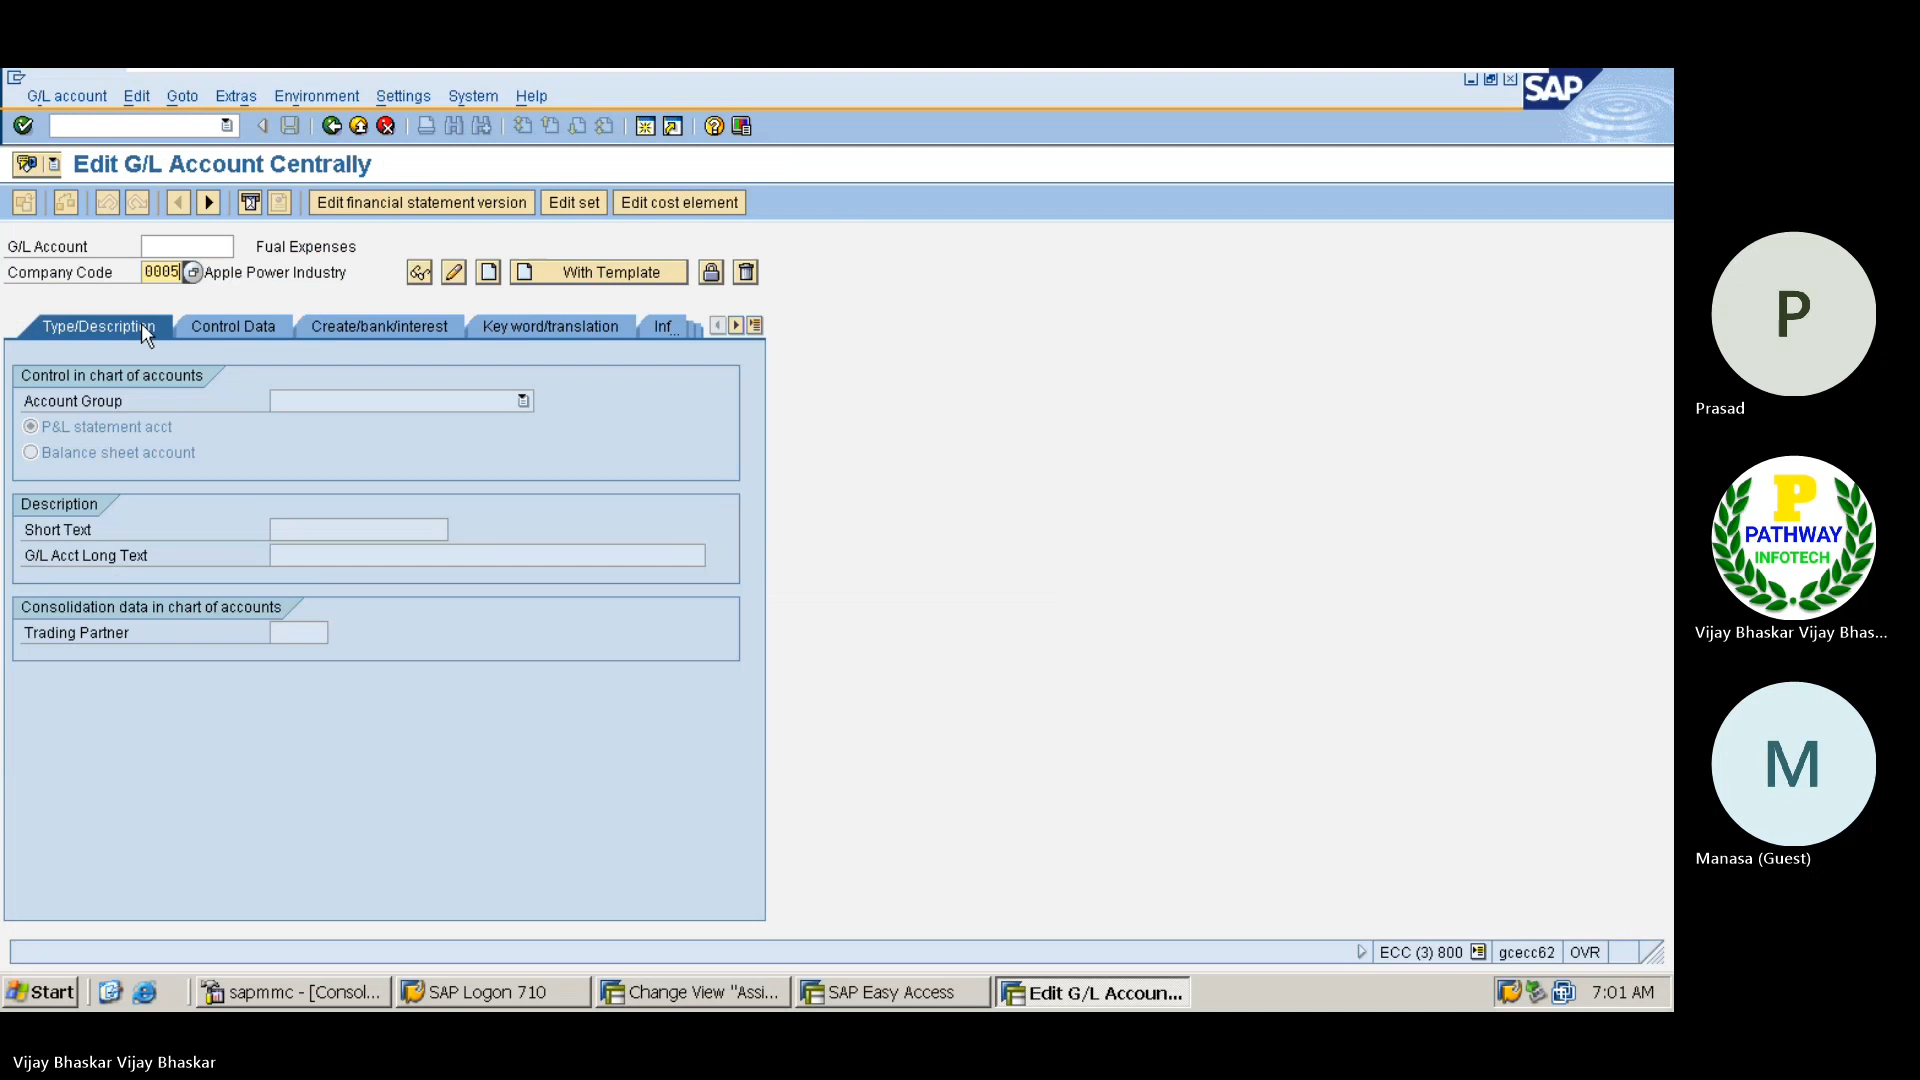 G/L account Edit Goto Extras Environment Settings System Help
SAP
Edit G/L Account Centrally
Edit financial statement version Edit set Edit cost element
G/L Account Fual Expenses
Company Code 0005 Apple Power Industry With Template
Type/Description Control Data Create/bank/interest Key word/translation Inf...
Control in chart of accounts
Account Group
P&L statement acct
Balance sheet account
Description
Short Text
G/L Acct Long Text
Consolidation data in chart of accounts
Trading Partner
ECC (3) 800 gcecc62 OVR
Start sapmmc - [Consol... SAP Logon 710 Change View "Assi... SAP Easy Access Edit G/L Accoun... 7:01 AM
P
Prasad
P
PATHWAY
INFOTECH
Vijay Bhaskar Vijay Bhas...
M
Manasa (Guest)
Vijay Bhaskar Vijay Bhaskar